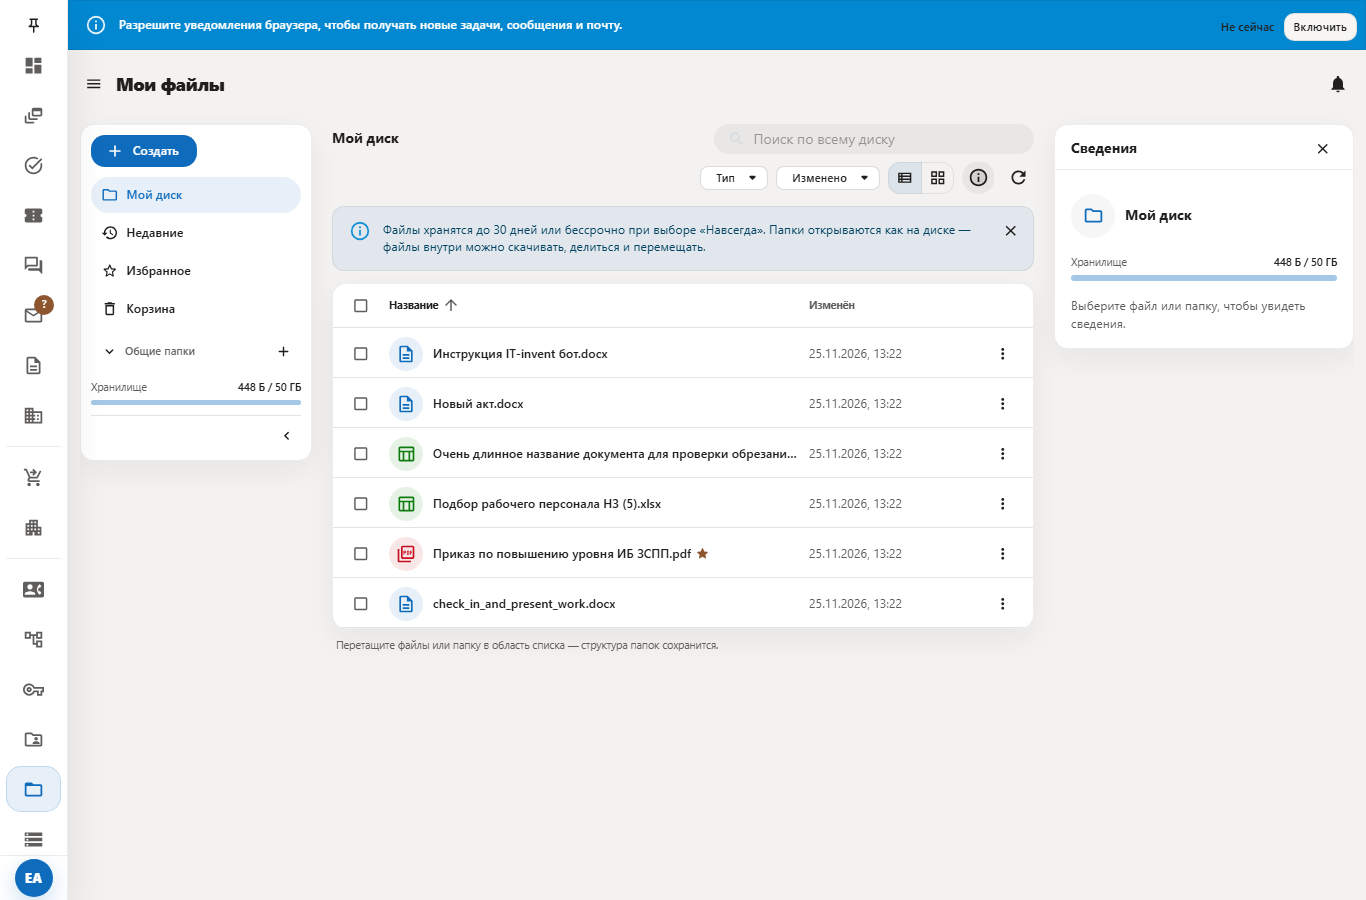 Разрешите уведомления браузера, чтобы получать новые задачи, сообщения и почту.
Не сейчас
Включить
Мои файлы
?
EA
Создать
Мой диск
Недавние
Избранное
Корзина
Общие папки
Хранилище
448 Б / 50 ГБ
Мой диск
Поиск по всему диску
Тип
Изменено
Файлы хранятся до 30 дней или бессрочно при выборе «Навсегда». Папки открываются как на диске —
файлы внутри можно скачивать, делиться и перемещать.
Название
Изменён
Инструкция IT-invent бот.docx
25.11.2026, 13:22
Новый акт.docx
25.11.2026, 13:22
Очень длинное название документа для проверки обрезани...
25.11.2026, 13:22
Подбор рабочего персонала НЗ (5).xlsx
25.11.2026, 13:22
PDF
Приказ по повышению уровня ИБ ЗСПП.pdf
25.11.2026, 13:22
check_in_and_present_work.docx
25.11.2026, 13:22
Перетащите файлы или папку в область списка — структура папок сохранится.
Сведения
Мой диск
Хранилище
448 Б / 50 ГБ
Выберите файл или папку, чтобы увидеть
сведения.